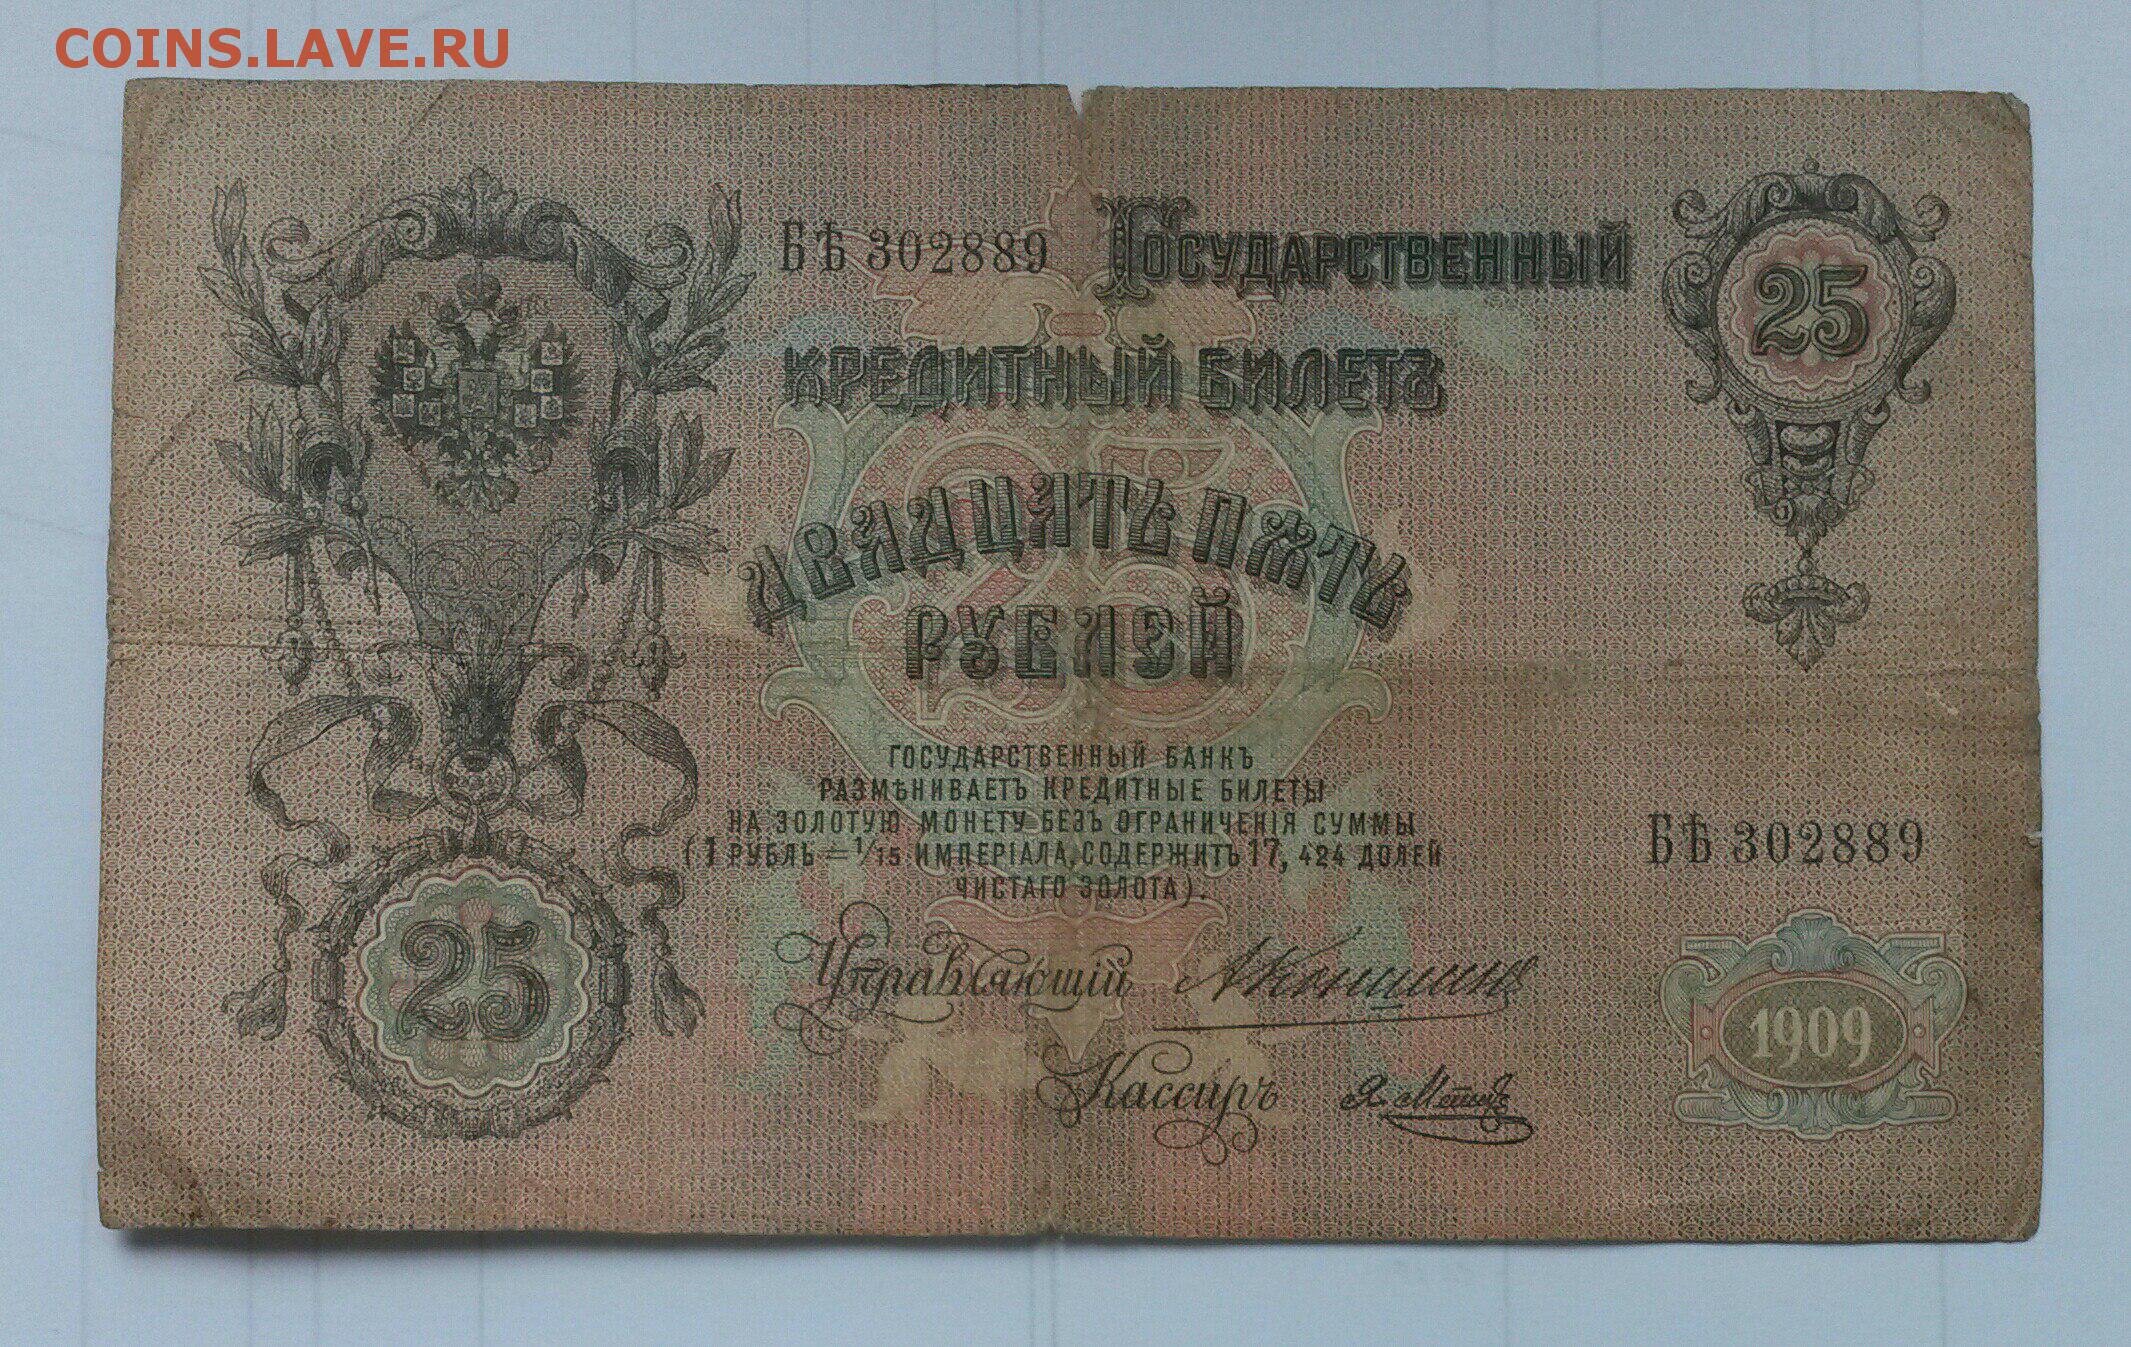 COINS.LAVE.RU
БѢ 302889
Государственный
25
кредитный билетъ
двадцать пять
рублей
ГОСУДАРСТВЕННЫЙ БАНКЪ
РАЗМѢНИВАЕТЪ КРЕДИТНЫЕ БИЛЕТЫ
НА ЗОЛОТУЮ МОНЕТУ БЕЗЪ ОГРАНИЧЕНІЯ СУММЫ
(1 РУБЛЬ = 1/15 ИМПЕРІАЛА, СОДЕРЖИТЪ 17, 424 ДОЛЕЙ
ЧИСТАГО ЗОЛОТА).
БѢ 302889
25
Управляющій АКоншинъ
1909
Кассиръ